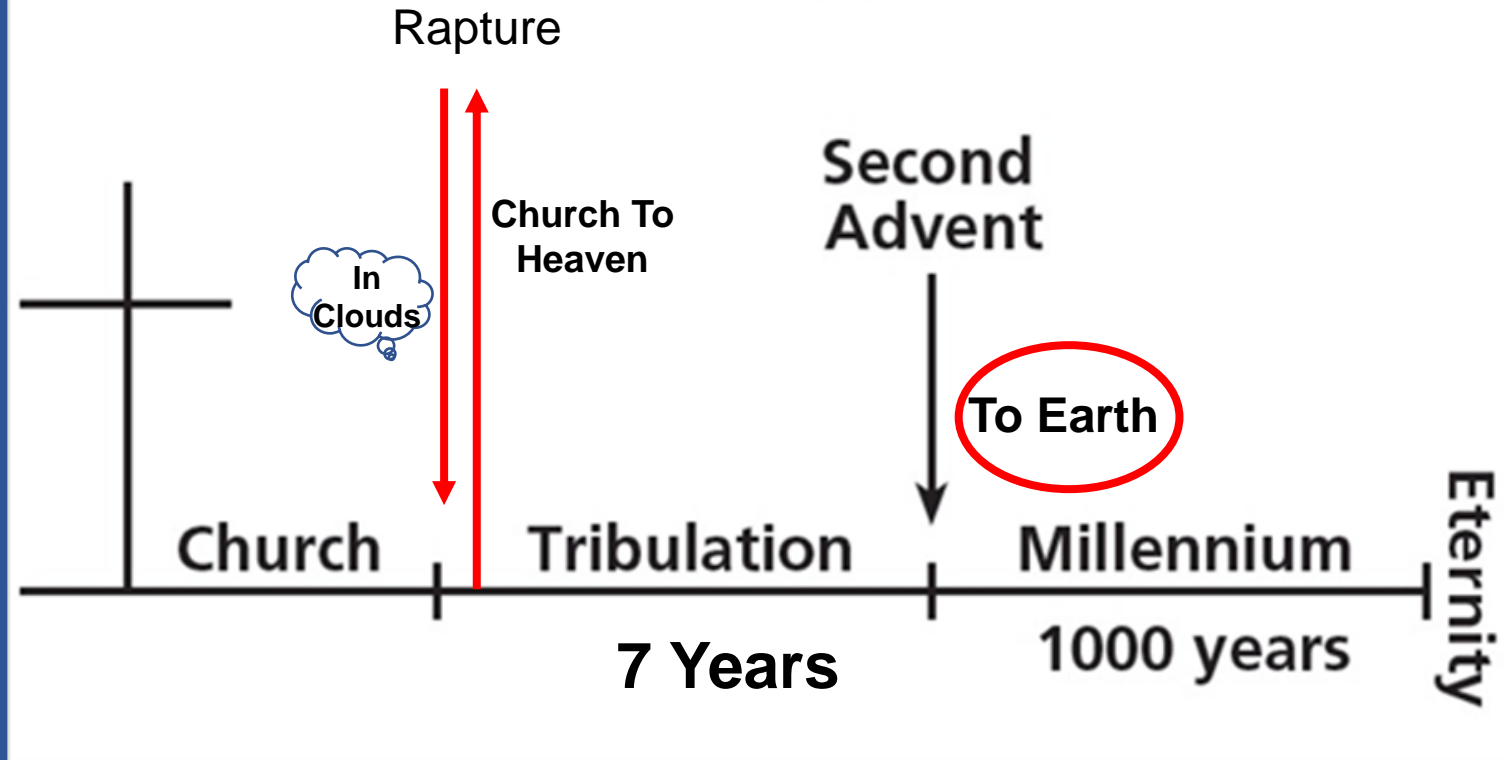 Rapture
Church To
Heaven
In
Clouds
Second
Advent
To Earth
Church
Tribulation
Millennium
7 Years
1000 years
Eternity